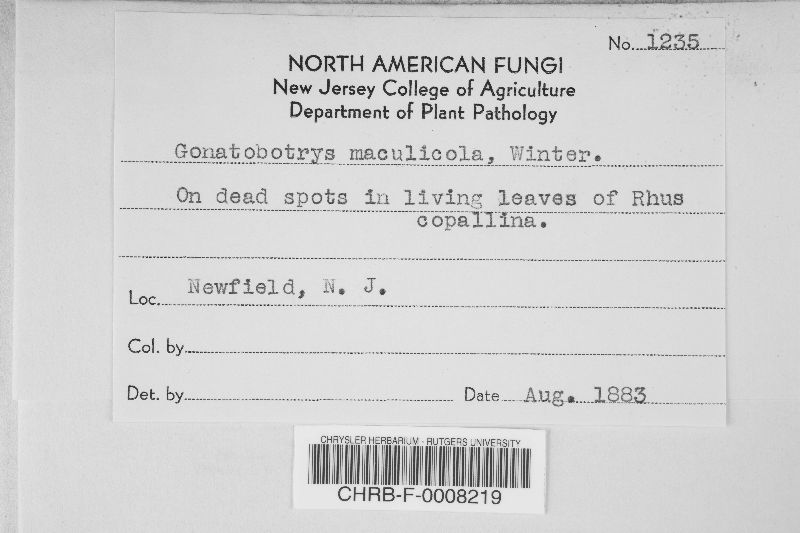 No. 1235
NORTH AMERICAN FUNGI
New Jersey College of Agriculture
Department of Plant Pathology
Gonatobotrys maculicola, Winter.
On dead spots in living leaves of Rhus
copallina.
Loc. Newfield, N. J.
Col. by
Det. by Date Aug. 1883
CHRYSLER HERBARIUM - RUTGERS UNIVERSITY
CHRB-F-0008219